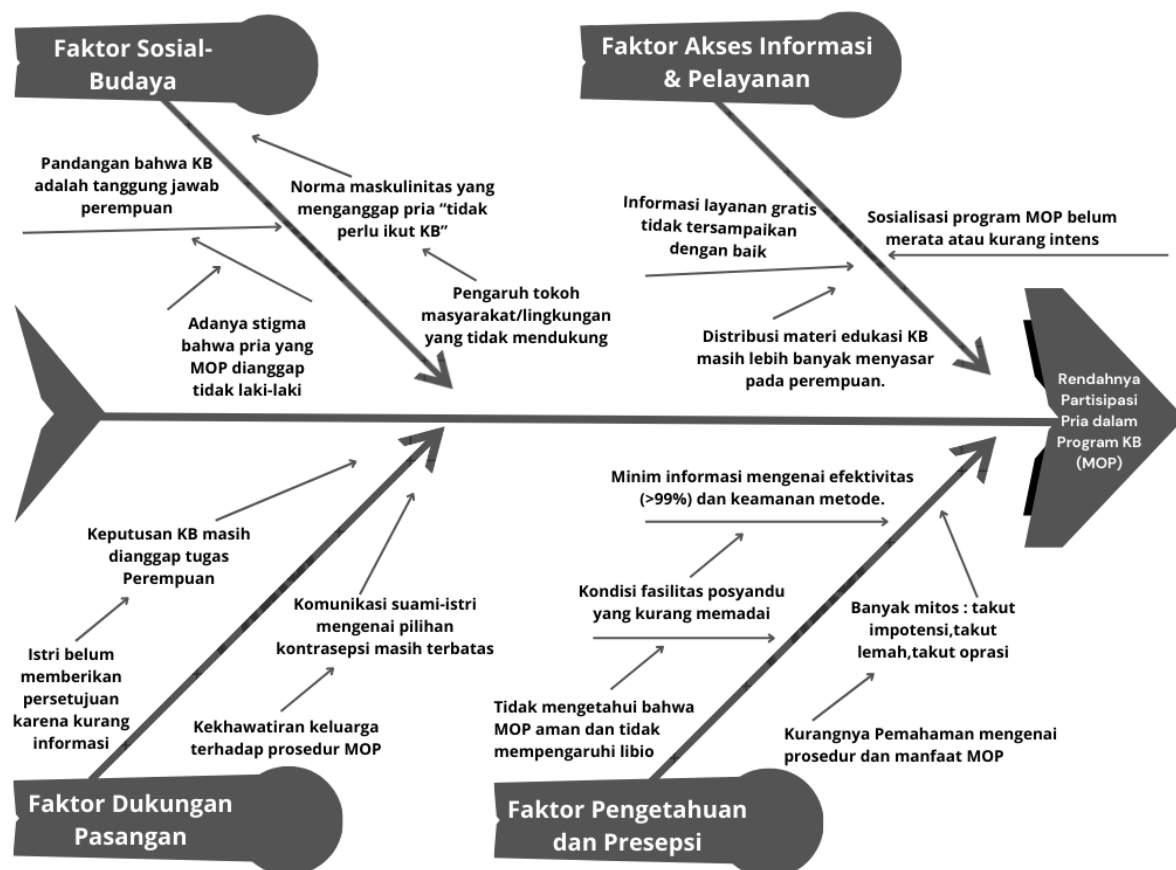 Faktor Sosial-
Budaya
Faktor Akses Informasi
& Pelayanan
Pandangan bahwa KB
adalah tanggung jawab
perempuan
Norma maskulinitas yang
menganggap pria “tidak
perlu ikut KB”
Adanya stigma
bahwa pria yang
MOP dianggap
tidak laki-laki
Pengaruh tokoh
masyarakat/lingkungan
yang tidak mendukung
Informasi layanan gratis
tidak tersampaikan
dengan baik
Sosialisasi program MOP belum
merata atau kurang intens
Distribusi materi edukasi KB
masih lebih banyak menyasar
pada perempuan.
Rendahnya
Partisipasi
Pria dalam
Program KB
(MOP)
Keputusan KB masih
dianggap tugas
Perempuan
Istri belum
memberikan
persetujuan
karena kurang
informasi
Komunikasi suami-istri
mengenai pilihan
kontrasepsi masih terbatas
Kekhawatiran keluarga
terhadap prosedur MOP
Minim informasi mengenai efektivitas
(>99%) dan keamanan metode.
Kondisi fasilitas posyandu
yang kurang memadai
Tidak mengetahui bahwa
MOP aman dan tidak
mempengaruhi libio
Banyak mitos : takut
impotensi,takut
lemah,takut oprasi
Kurangnya Pemahaman mengenai
prosedur dan manfaat MOP
Faktor Dukungan
Pasangan
Faktor Pengetahuan
dan Presepsi